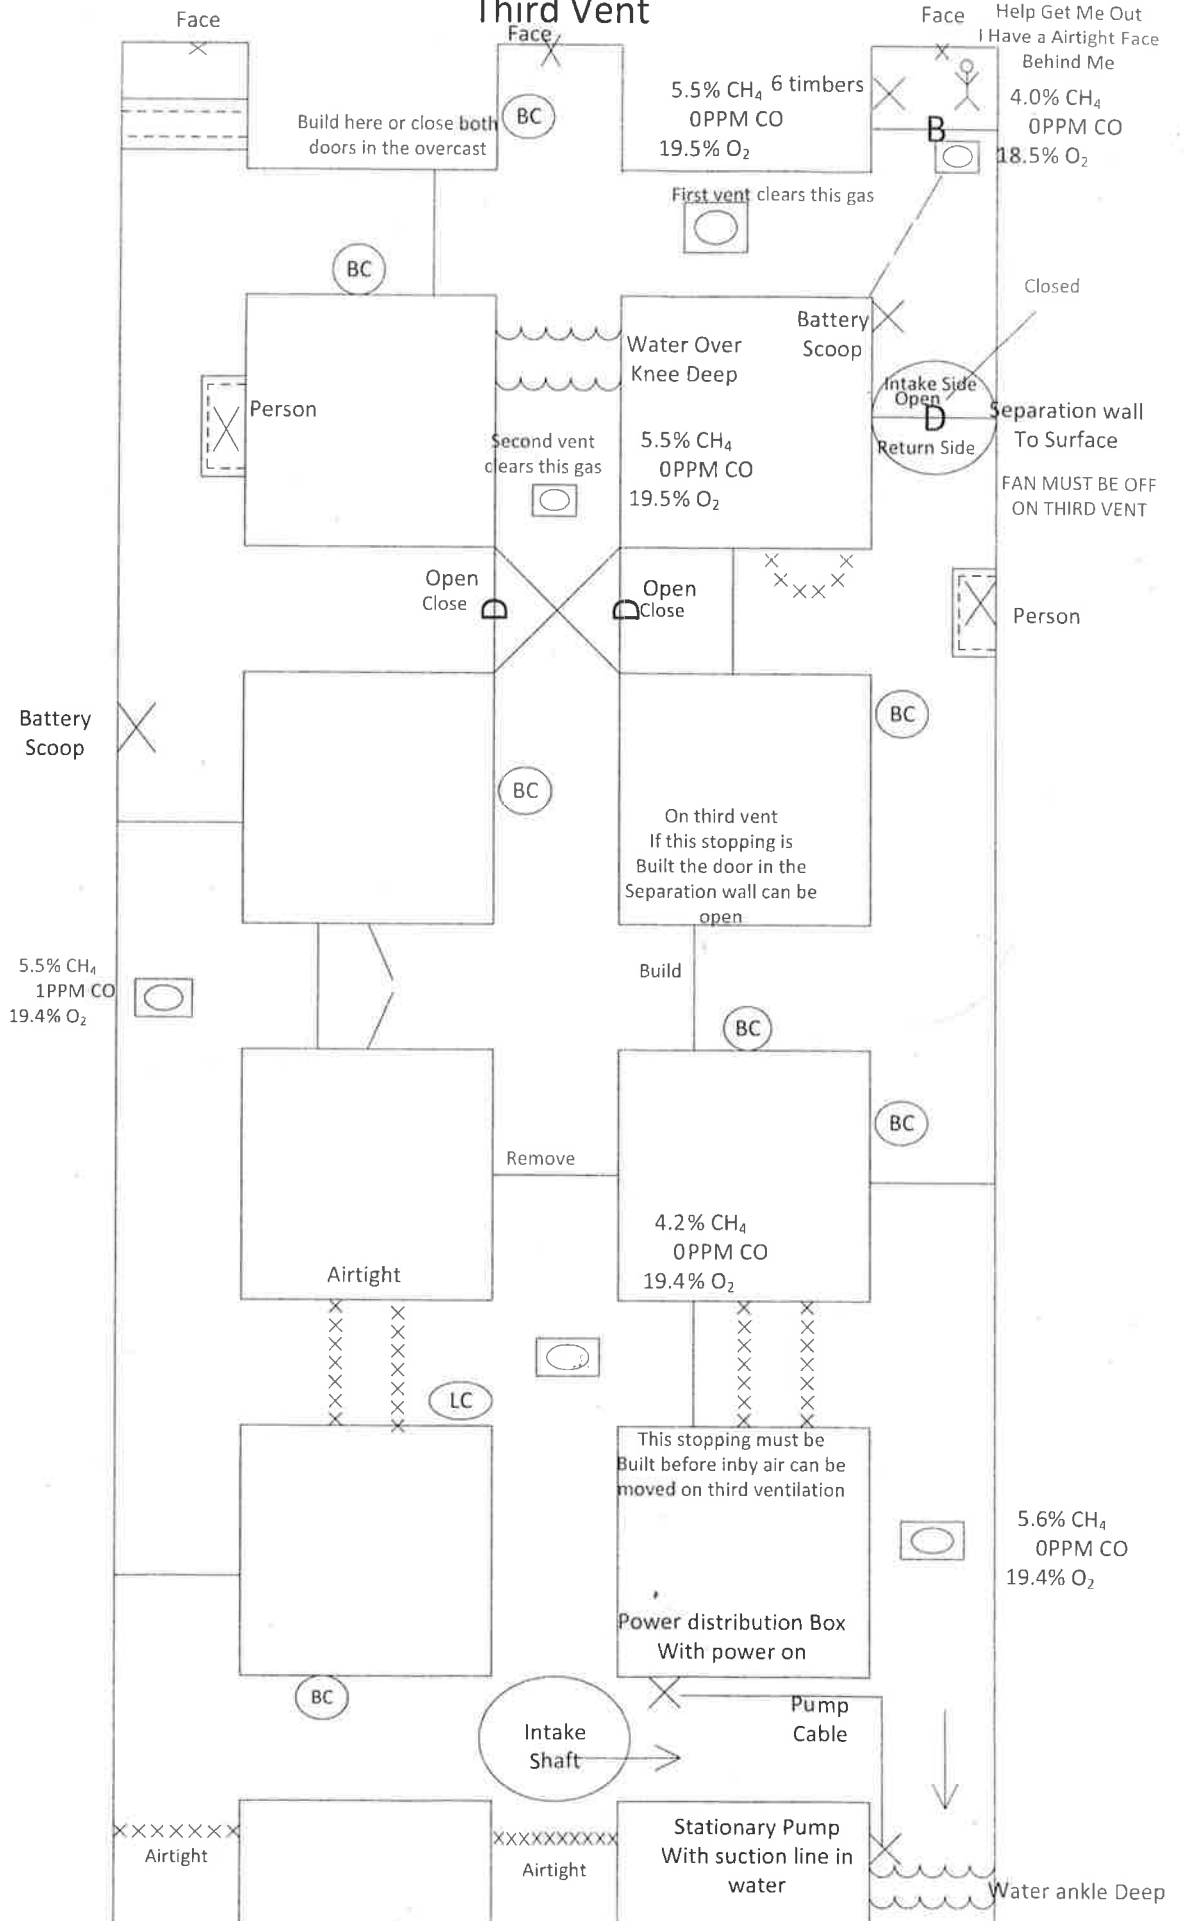 Third Vent
Face
Face
Face
Help Get Me Out
I Have a Airtight Face
Behind Me
5.5% CH₄
0PPM CO
19.5% O₂
6 timbers
4.0% CH₄
0PPM CO
18.5% O₂
BC
Build here or close both
doors in the overcast
B
First vent clears this gas
BC
Closed
Battery
Scoop
Water Over
Knee Deep
Intake Side
Open
D
Return Side
Separation wall
To Surface
Person
Second vent
clears this gas
5.5% CH₄
0PPM CO
19.5% O₂
FAN MUST BE OFF
ON THIRD VENT
Open
Close
D
D
Open
Close
x x x x x x
Person
Battery
Scoop
BC
BC
On third vent
If this stopping is
Built the door in the
Separation wall can be
open
5.5% CH₄
1PPM CO
19.4% O₂
Build
BC
BC
Remove
4.2% CH₄
0PPM CO
19.4% O₂
Airtight
LC
This stopping must be
Built before inby air can be
moved on third ventilation
5.6% CH₄
0PPM CO
19.4% O₂
Power distribution Box
With power on
BC
Pump
Cable
Intake
Shaft
xxxxxxx
Airtight
xxxxxxxxxx
Airtight
Stationary Pump
With suction line in
water
Water ankle Deep